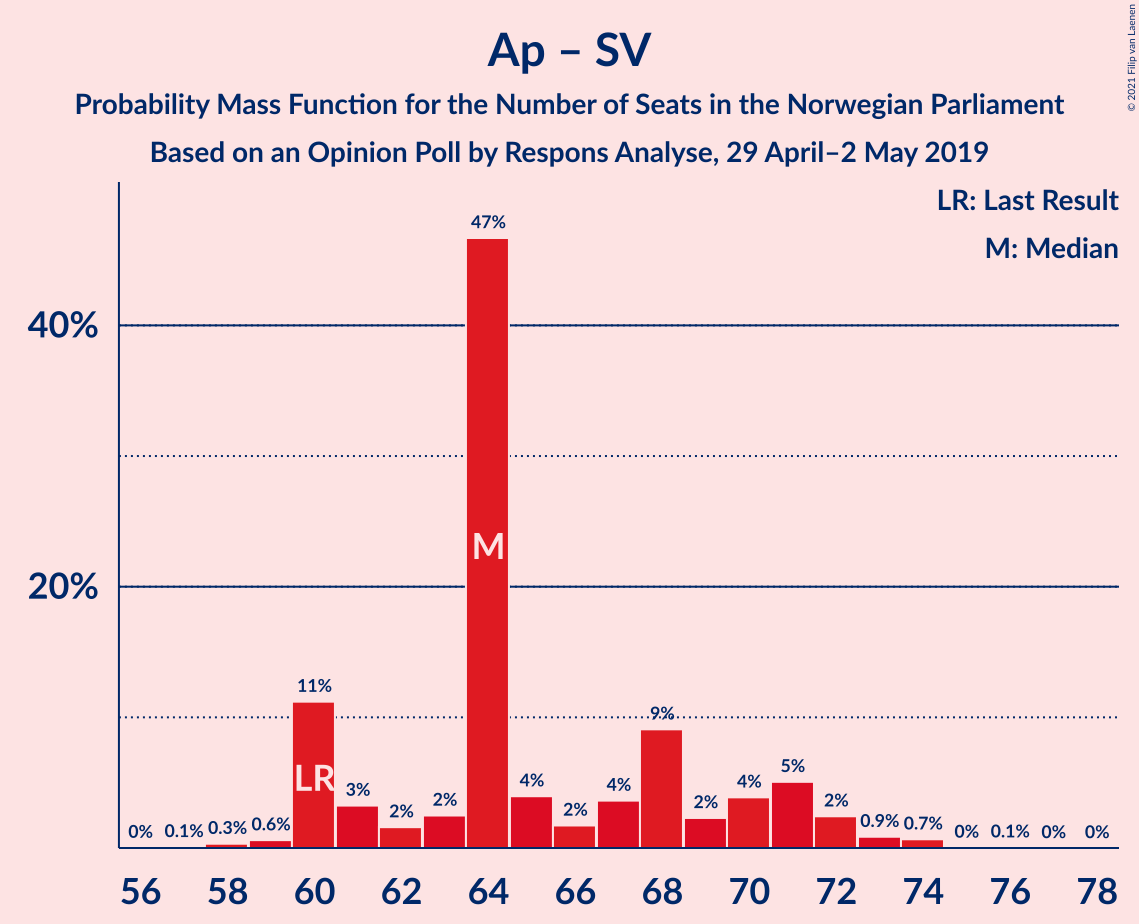 Ap – SV
Probability Mass Function for the Number of Seats in the Norwegian Parliament
Based on an Opinion Poll by Respons Analyse, 29 April–2 May 2019
© 2021 Filip van Laenen
LR: Last Result
M: Median
40%
20%
0% 0.1% 0.3% 0.6% 11% 3% 2% 2% 47% 4% 2% 4% 9% 2% 4% 5% 2% 0.9% 0.7% 0% 0.1% 0% 0%
LR
M
56 58 60 62 64 66 68 70 72 74 76 78